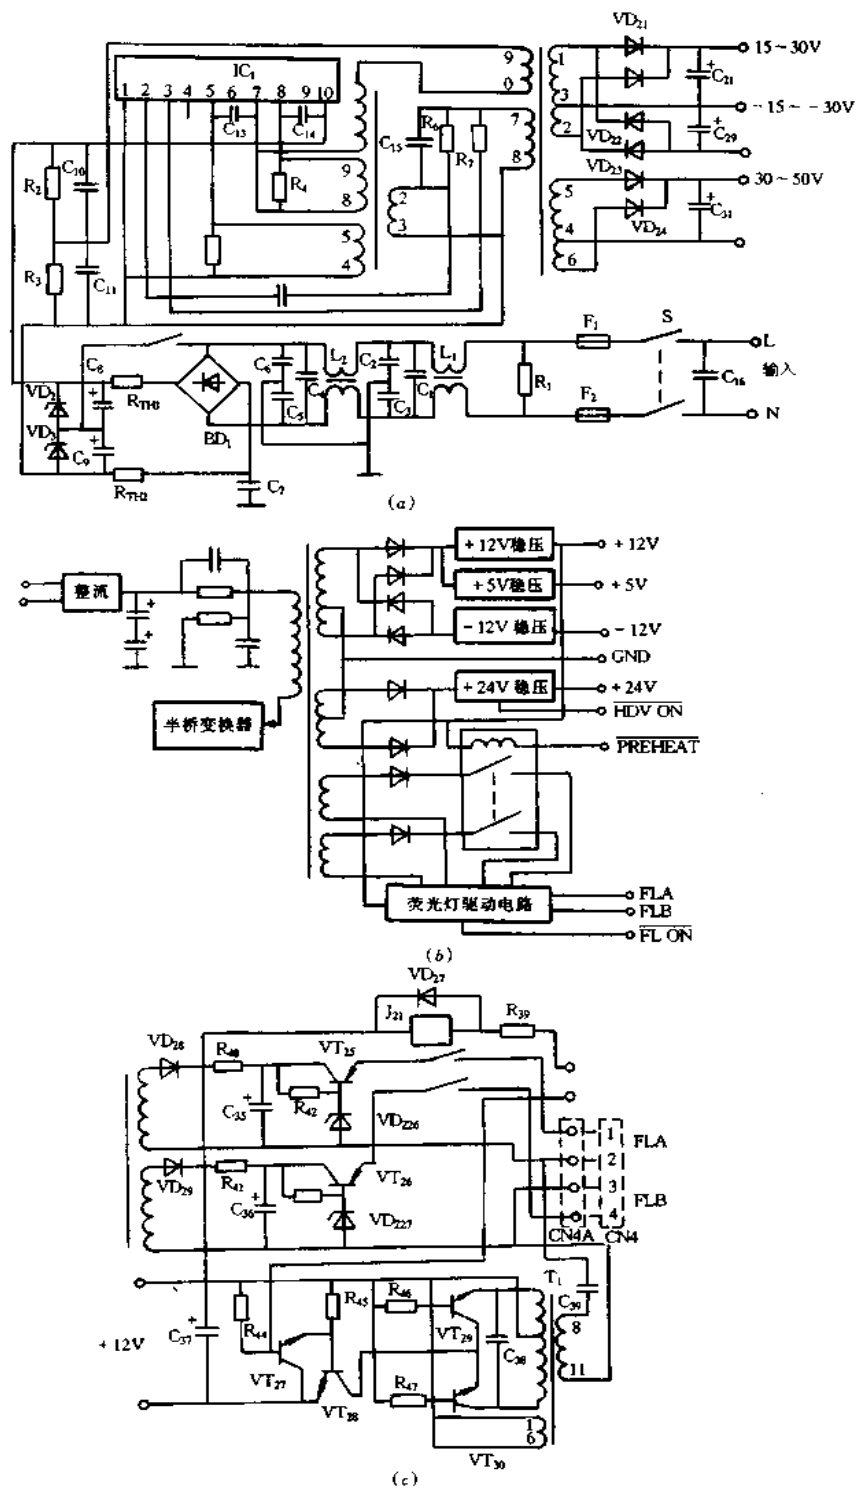 VD₂₁
15~30V
IC₁
1 2 3 4 5 6 7 8 9 10
C₁₃
C₁₄
9
0
1
3
2
C₂₁
-15~-30V
VD₂₂
C₂₉
VD₂₃
C₁₅
R₆
R₇
7
8
R₂
C₁₀
R₄
9
8
2
3
5
4
6
30~50V
VD₂₄
C₃₁
5
4
R₃
C₁₁
F₁
S
L
C₈
C₆
L₂
C₂
L₁
R₁
C₁₆
输入
VD₂
R_TH1
C₄
C₁
VD₃
C₅
C₃
F₂
N
BD₁
C₉
R_TH2
C₇
(a)
整流
+12V稳压
+12V
+5V稳压
+5V
-12V稳压
-12V
GND
+24V稳压
+24V
HDV ON
半桥变换器
PREHEAT
荧光灯驱动电路
FLA
FLB
FL ON
(b)
VD₂₇
J₂₁
R₃₉
VD₂₈
R₄₀
VT₂₅
C₃₅
R₄₂
VD_Z26
1
FLA
2
VD₂₉
R₄₂
VT₂₆
3
FLB
C₃₆
VD_Z27
4
CN4A
CN4
T₁
R₄₄
R₄₅
R₄₆
C₃₉
+12V
C₃₇
VT₂₉
C₃₈
8
VT₂₇
11
R₄₇
VT₂₈
1
6
VT₃₀
(c)